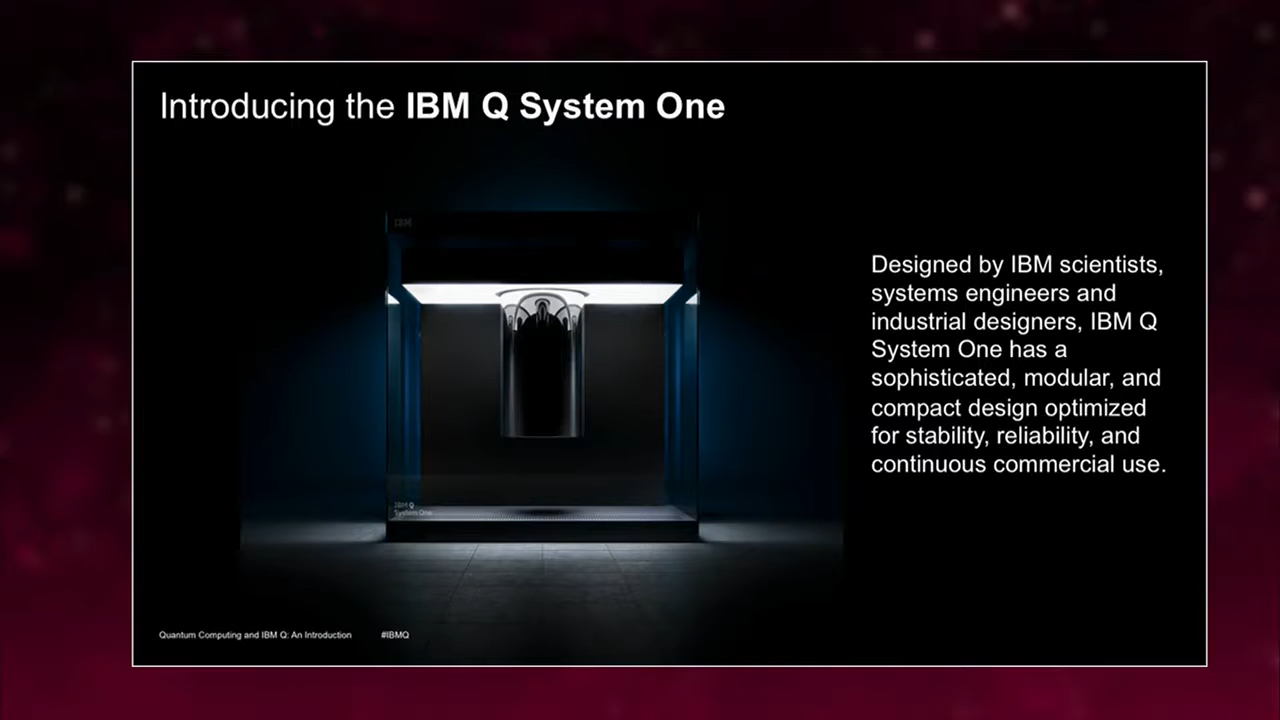 Introducing the IBM Q System One
IBM
Designed by IBM scientists,
systems engineers and
industrial designers, IBM Q
System One has a
sophisticated, modular, and
compact design optimized
for stability, reliability, and
continuous commercial use.
IBM Q
System One
Quantum Computing and IBM Q: An Introduction #IBMQ